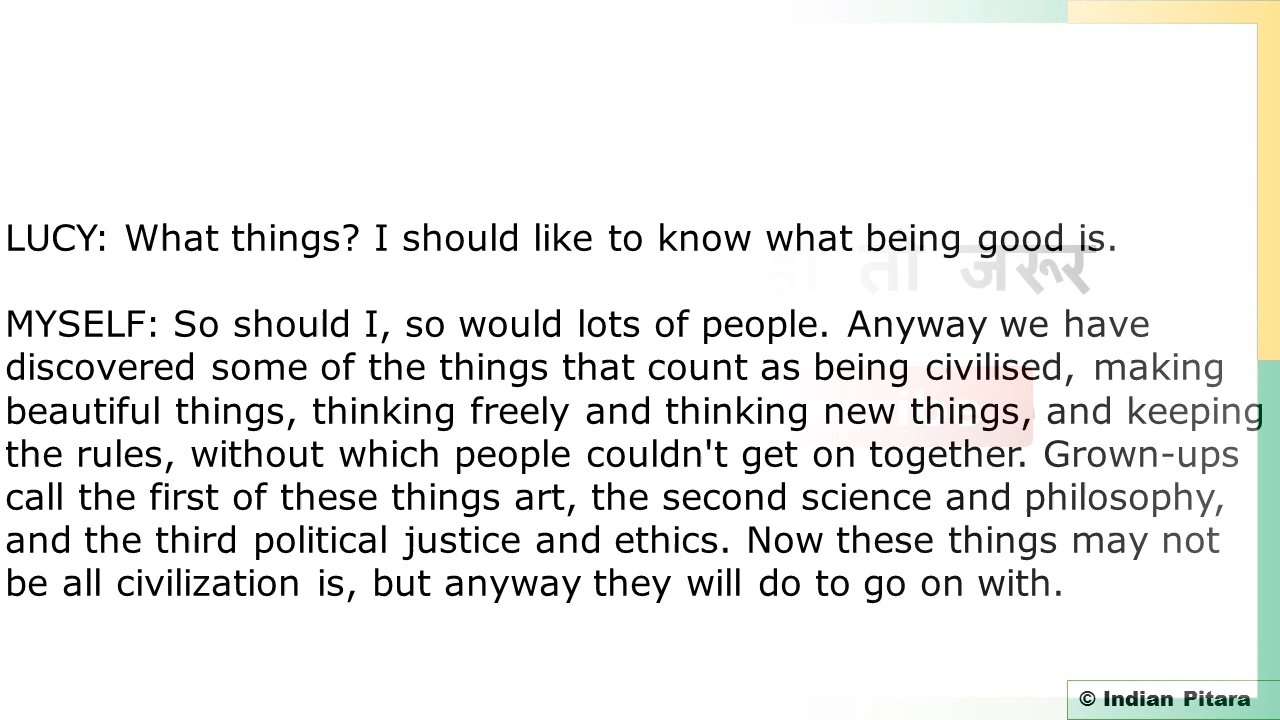 LUCY: What things? I should like to know what being good is.
हो तो जरूर
MYSELF: So should I, so would lots of people. Anyway we have
discovered some of the things that count as being civilised, making
beautiful things, thinking freely and thinking new things, and keeping
the rules, without which people couldn't get on together. Grown-ups
call the first of these things art, the second science and philosophy,
and the third political justice and ethics. Now these things may not
be all civilization is, but anyway they will do to go on with.
© Indian Pitara